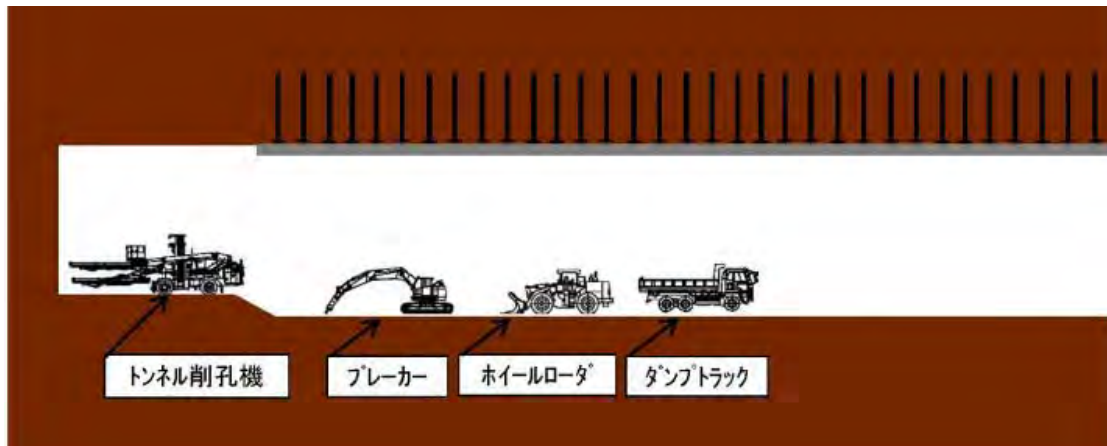 トンネル削孔機
ブレーカー
ホイールローダ
ダンプトラック